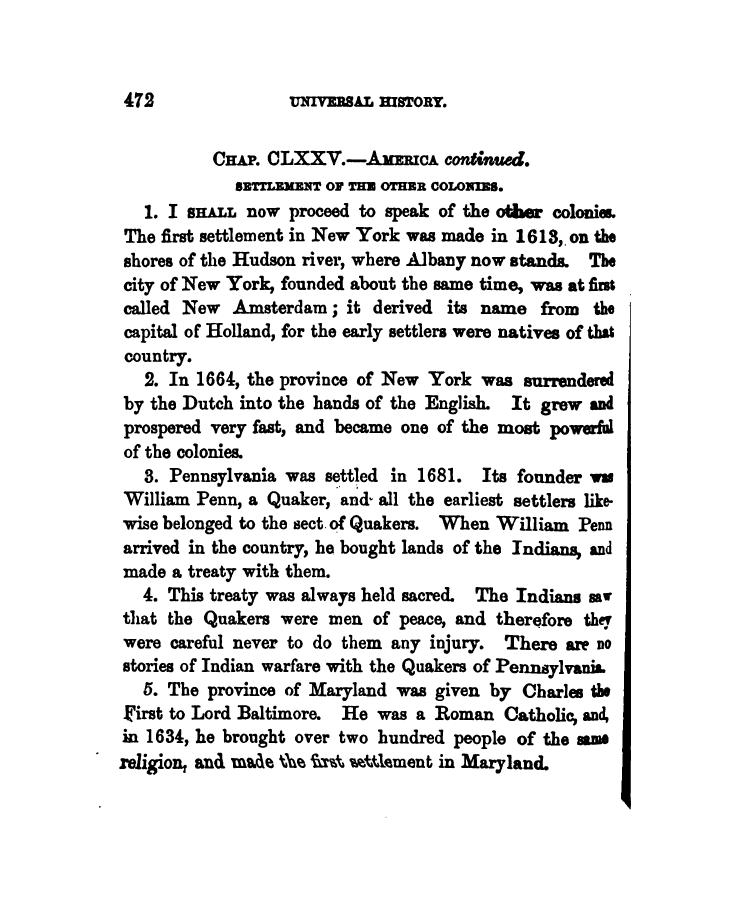 472 UNIVERSAL HISTORY.
CHAP. CLXXV.—AMERICA continued.
SETTLEMENT OF THE OTHER COLONIES.
1. I SHALL now proceed to speak of the other colonies.
The first settlement in New York was made in 1613, on the
shores of the Hudson river, where Albany now stands. The
city of New York, founded about the same time, was at first
called New Amsterdam; it derived its name from the
capital of Holland, for the early settlers were natives of that
country.
2. In 1664, the province of New York was surrendered
by the Dutch into the hands of the English. It grew and
prospered very fast, and became one of the most powerful
of the colonies.
3. Pennsylvania was settled in 1681. Its founder was
William Penn, a Quaker, and all the earliest settlers like-
wise belonged to the sect of Quakers. When William Penn
arrived in the country, he bought lands of the Indians, and
made a treaty with them.
4. This treaty was always held sacred. The Indians saw
that the Quakers were men of peace, and therefore they
were careful never to do them any injury. There are no
stories of Indian warfare with the Quakers of Pennsylvania.
5. The province of Maryland was given by Charles the
First to Lord Baltimore. He was a Roman Catholic, and,
in 1634, he brought over two hundred people of the same
religion, and made the first settlement in Maryland.